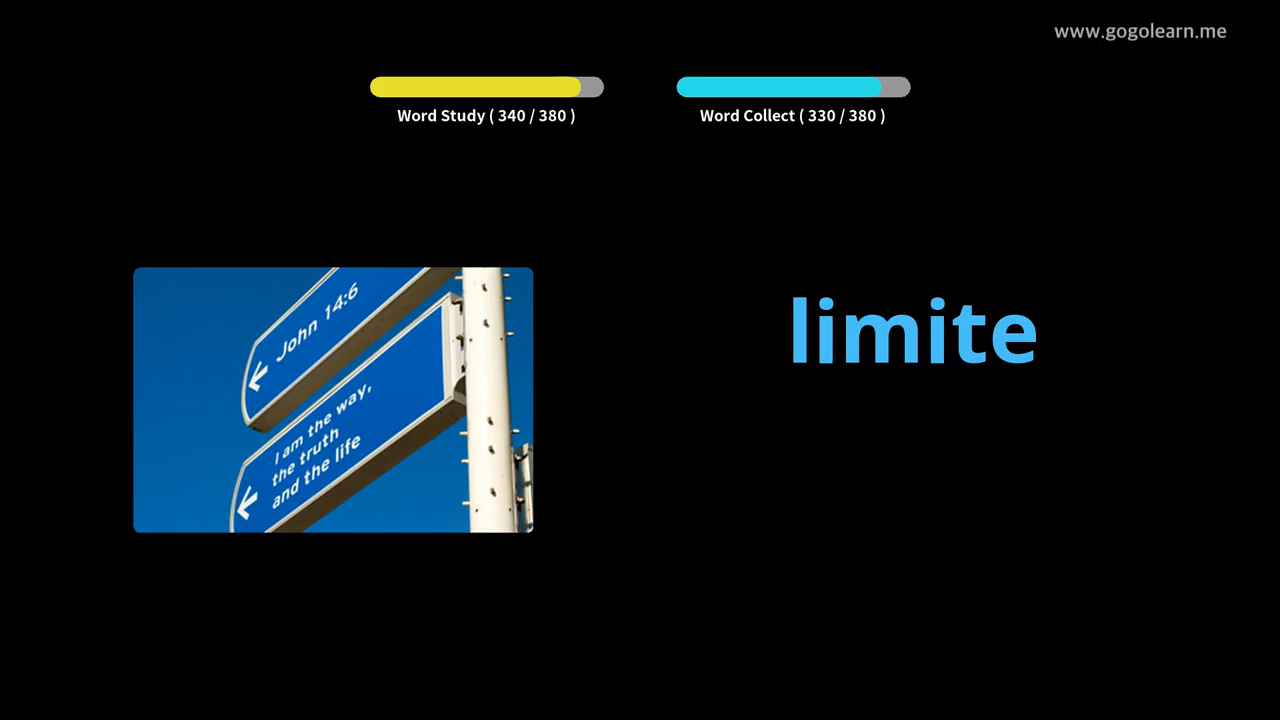 www.gogolearn.me
Word Study ( 340 / 380 )
Word Collect ( 330 / 380 )
John 14:6
I am the way,
the truth
and the life
limite